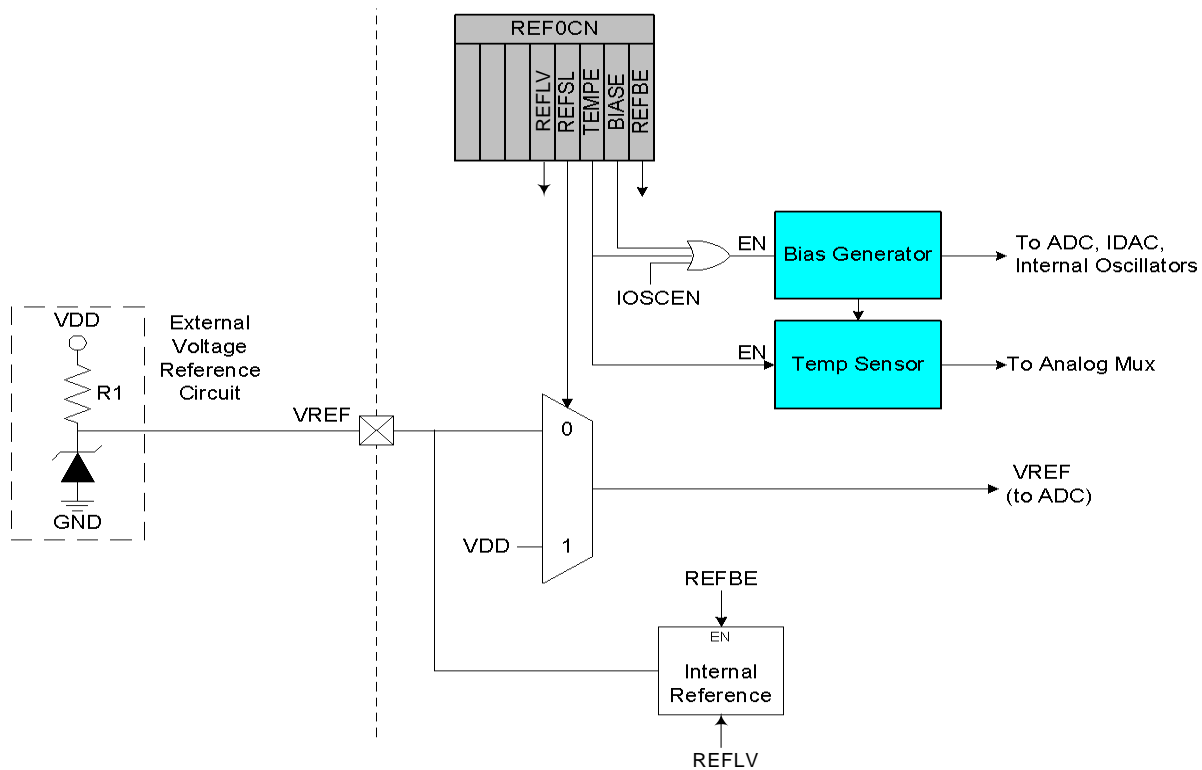 REF0CN
REFLV
REFSL
TEMPE
BIASE
REFBE
EN
Bias Generator
To ADC, IDAC,
Internal Oscillators
IOSCEN
VDD
R1
GND
External
Voltage
Reference
Circuit
EN
Temp Sensor
To Analog Mux
VREF
0
VREF
(to ADC)
VDD
1
REFBE
EN
Internal
Reference
REFLV